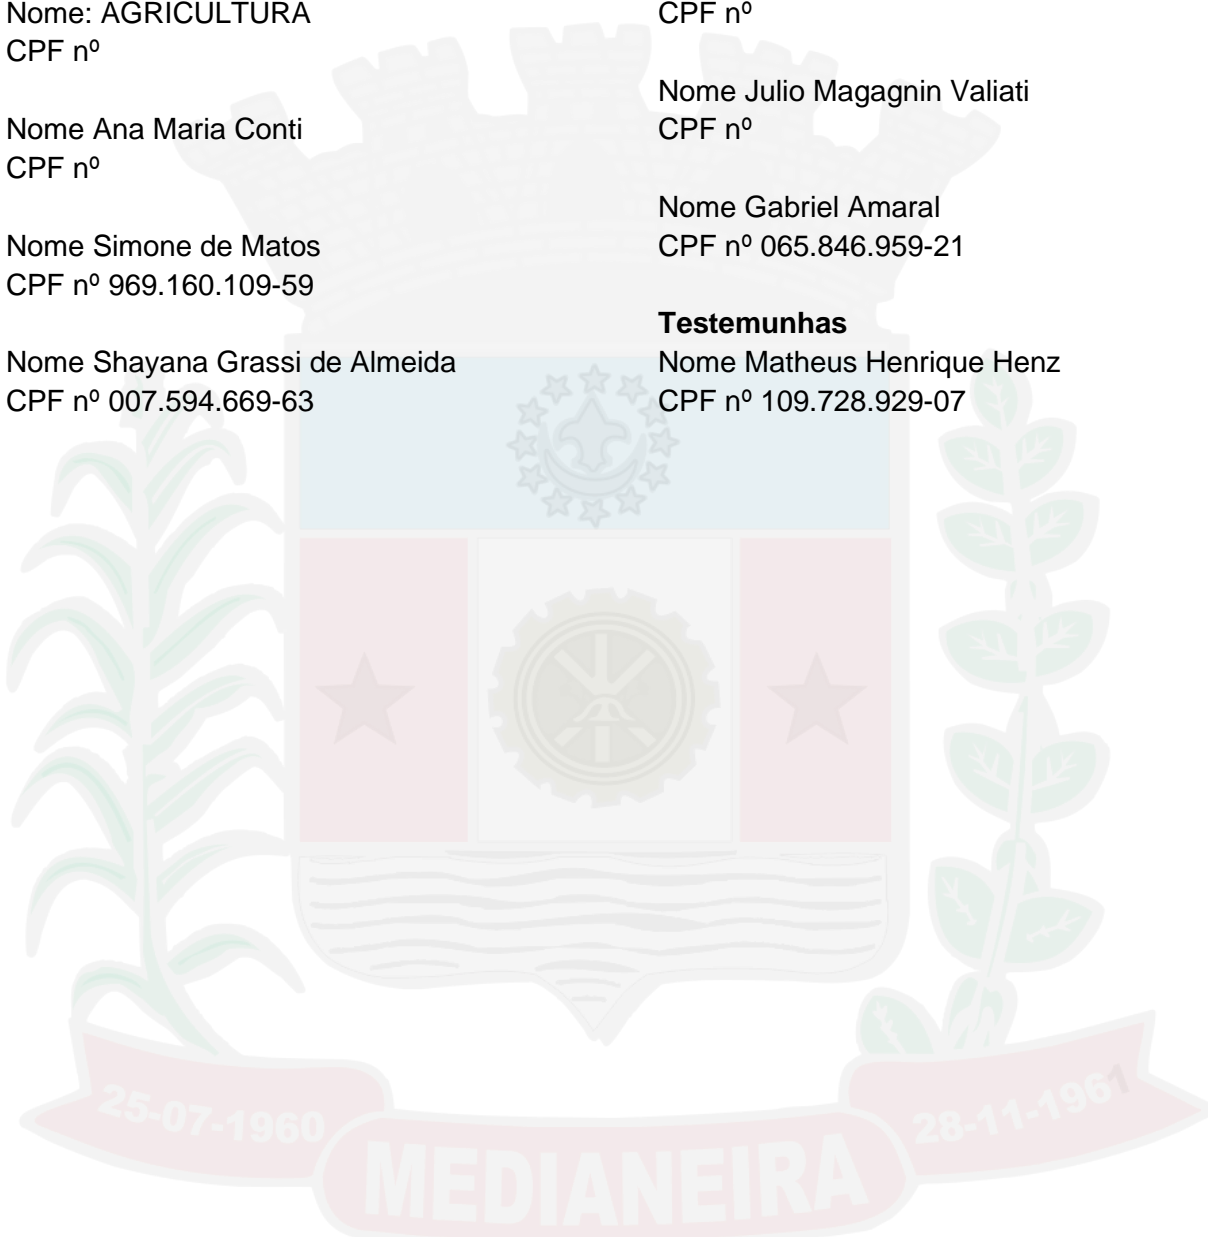 Nome: AGRICULTURA
CPF nº
Nome Ana Maria Conti
CPF nº
Nome Simone de Matos
CPF nº 969.160.109-59
Nome Shayana Grassi de Almeida
CPF nº 007.594.669-63
CPF nº
Nome Julio Magagnin Valiati
CPF nº
Nome Gabriel Amaral
CPF nº 065.846.959-21
Testemunhas
Nome Matheus Henrique Henz
CPF nº 109.728.929-07
25-07-1960
MEDIANEIRA
28-11-1961